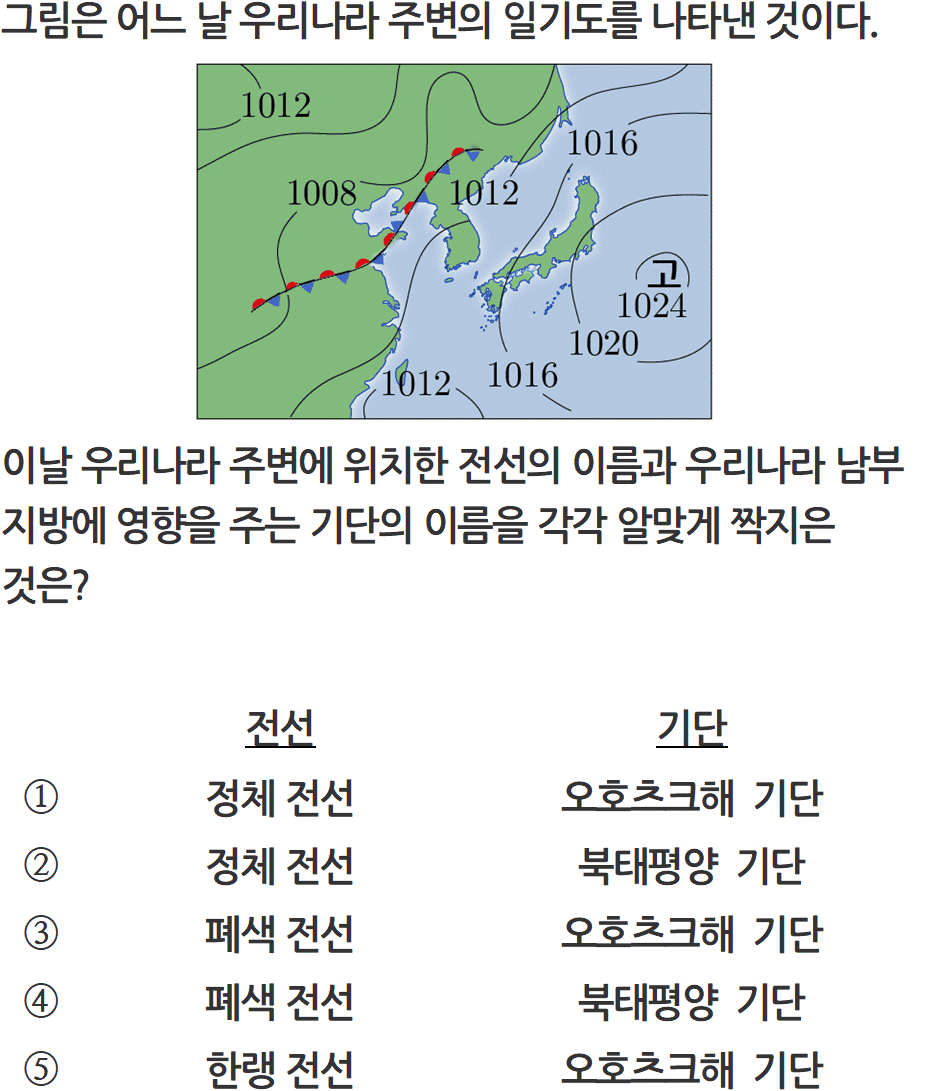 그림은 어느 날 우리나라 주변의 일기도를 나타낸 것이다.
1012
1016
1008
1012
고
1024
1020
1016
1012
이날 우리나라 주변에 위치한 전선의 이름과 우리나라 남부
지방에 영향을 주는 기단의 이름을 각각 알맞게 짝지은
것은?
전선 기단
① 정체 전선 오호츠크해 기단
② 정체 전선 북태평양 기단
③ 폐색 전선 오호츠크해 기단
④ 폐색 전선 북태평양 기단
⑤ 한랭 전선 오호츠크해 기단